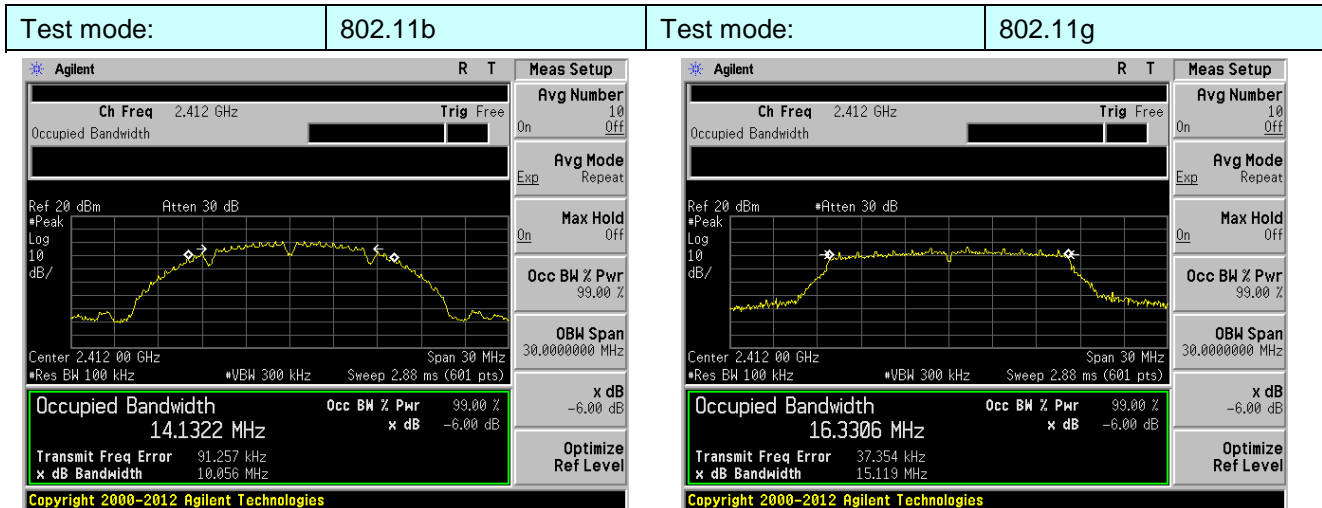 Test mode: 802.11b Test mode: 802.11g
Agilent R T Meas Setup
Ch Freq 2.412 GHz Trig Free
Occupied Bandwidth
Avg Number
10
On Off
Avg Mode
Exp Repeat
Ref 20 dBm Atten 30 dB
#Peak
Log
10
dB/
Max Hold
On Off
Occ BW % Pwr
99.00 %
OBW Span
30.0000000 MHz
Center 2.412 00 GHz Span 30 MHz
#Res BW 100 kHz #VBW 300 kHz Sweep 2.88 ms (601 pts)
x dB
-6.00 dB
Occupied Bandwidth Occ BW % Pwr 99.00 %
14.1322 MHz x dB -6.00 dB
Transmit Freq Error 91.257 kHz
x dB Bandwidth 10.056 MHz
Optimize
Ref Level
Copyright 2000-2012 Agilent Technologies
Agilent R T Meas Setup
Ch Freq 2.412 GHz Trig Free
Occupied Bandwidth
Avg Number
10
On Off
Avg Mode
Exp Repeat
Ref 20 dBm #Atten 30 dB
#Peak
Log
10
dB/
Max Hold
On Off
Occ BW % Pwr
99.00 %
OBW Span
30.0000000 MHz
Center 2.412 00 GHz Span 30 MHz
#Res BW 100 kHz #VBW 300 kHz Sweep 2.88 ms (601 pts)
x dB
-6.00 dB
Occupied Bandwidth Occ BW % Pwr 99.00 %
16.3306 MHz x dB -6.00 dB
Transmit Freq Error 37.354 kHz
x dB Bandwidth 15.119 MHz
Optimize
Ref Level
Copyright 2000-2012 Agilent Technologies